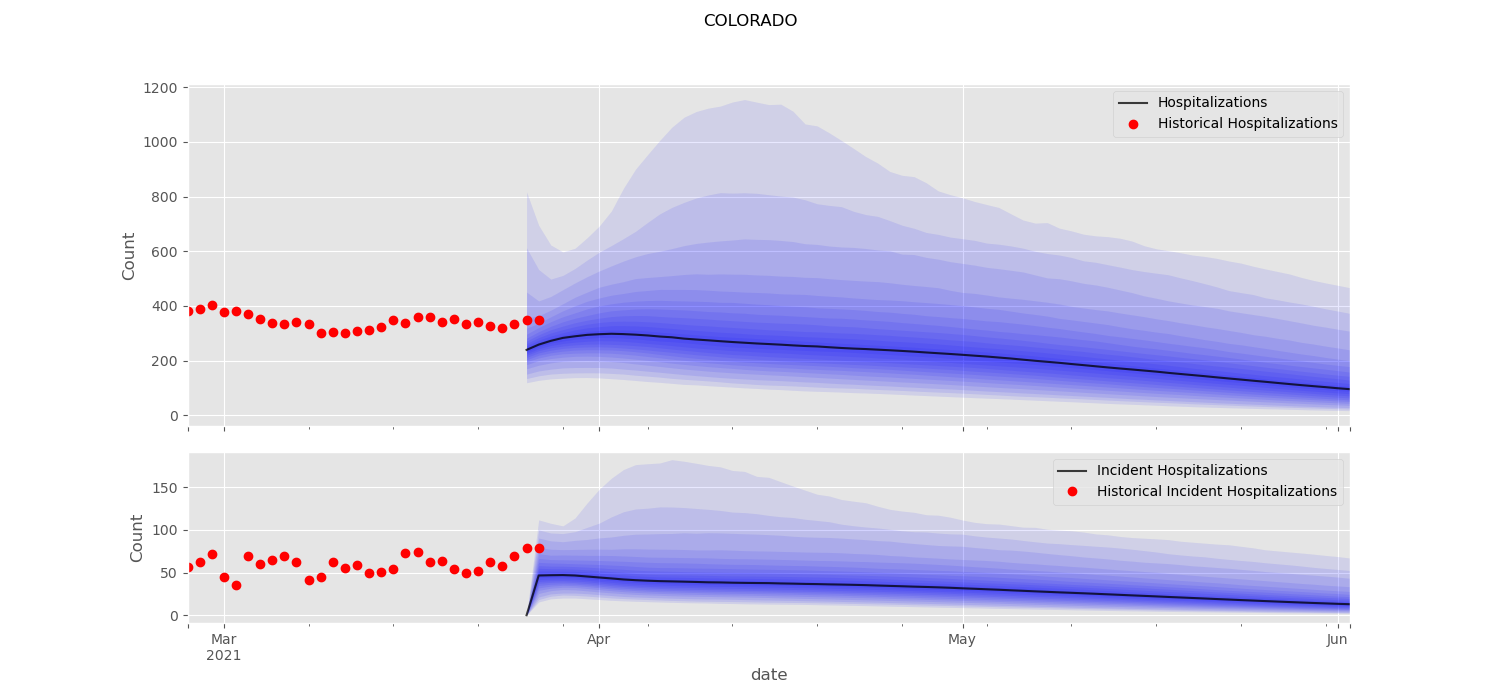 COLORADO
1200
1000
800
600
400
200
0
Count
Hospitalizations
Historical Hospitalizations
150
100
50
0
Count
Incident Hospitalizations
Historical Incident Hospitalizations
Mar
2021
Apr
May
Jun
date